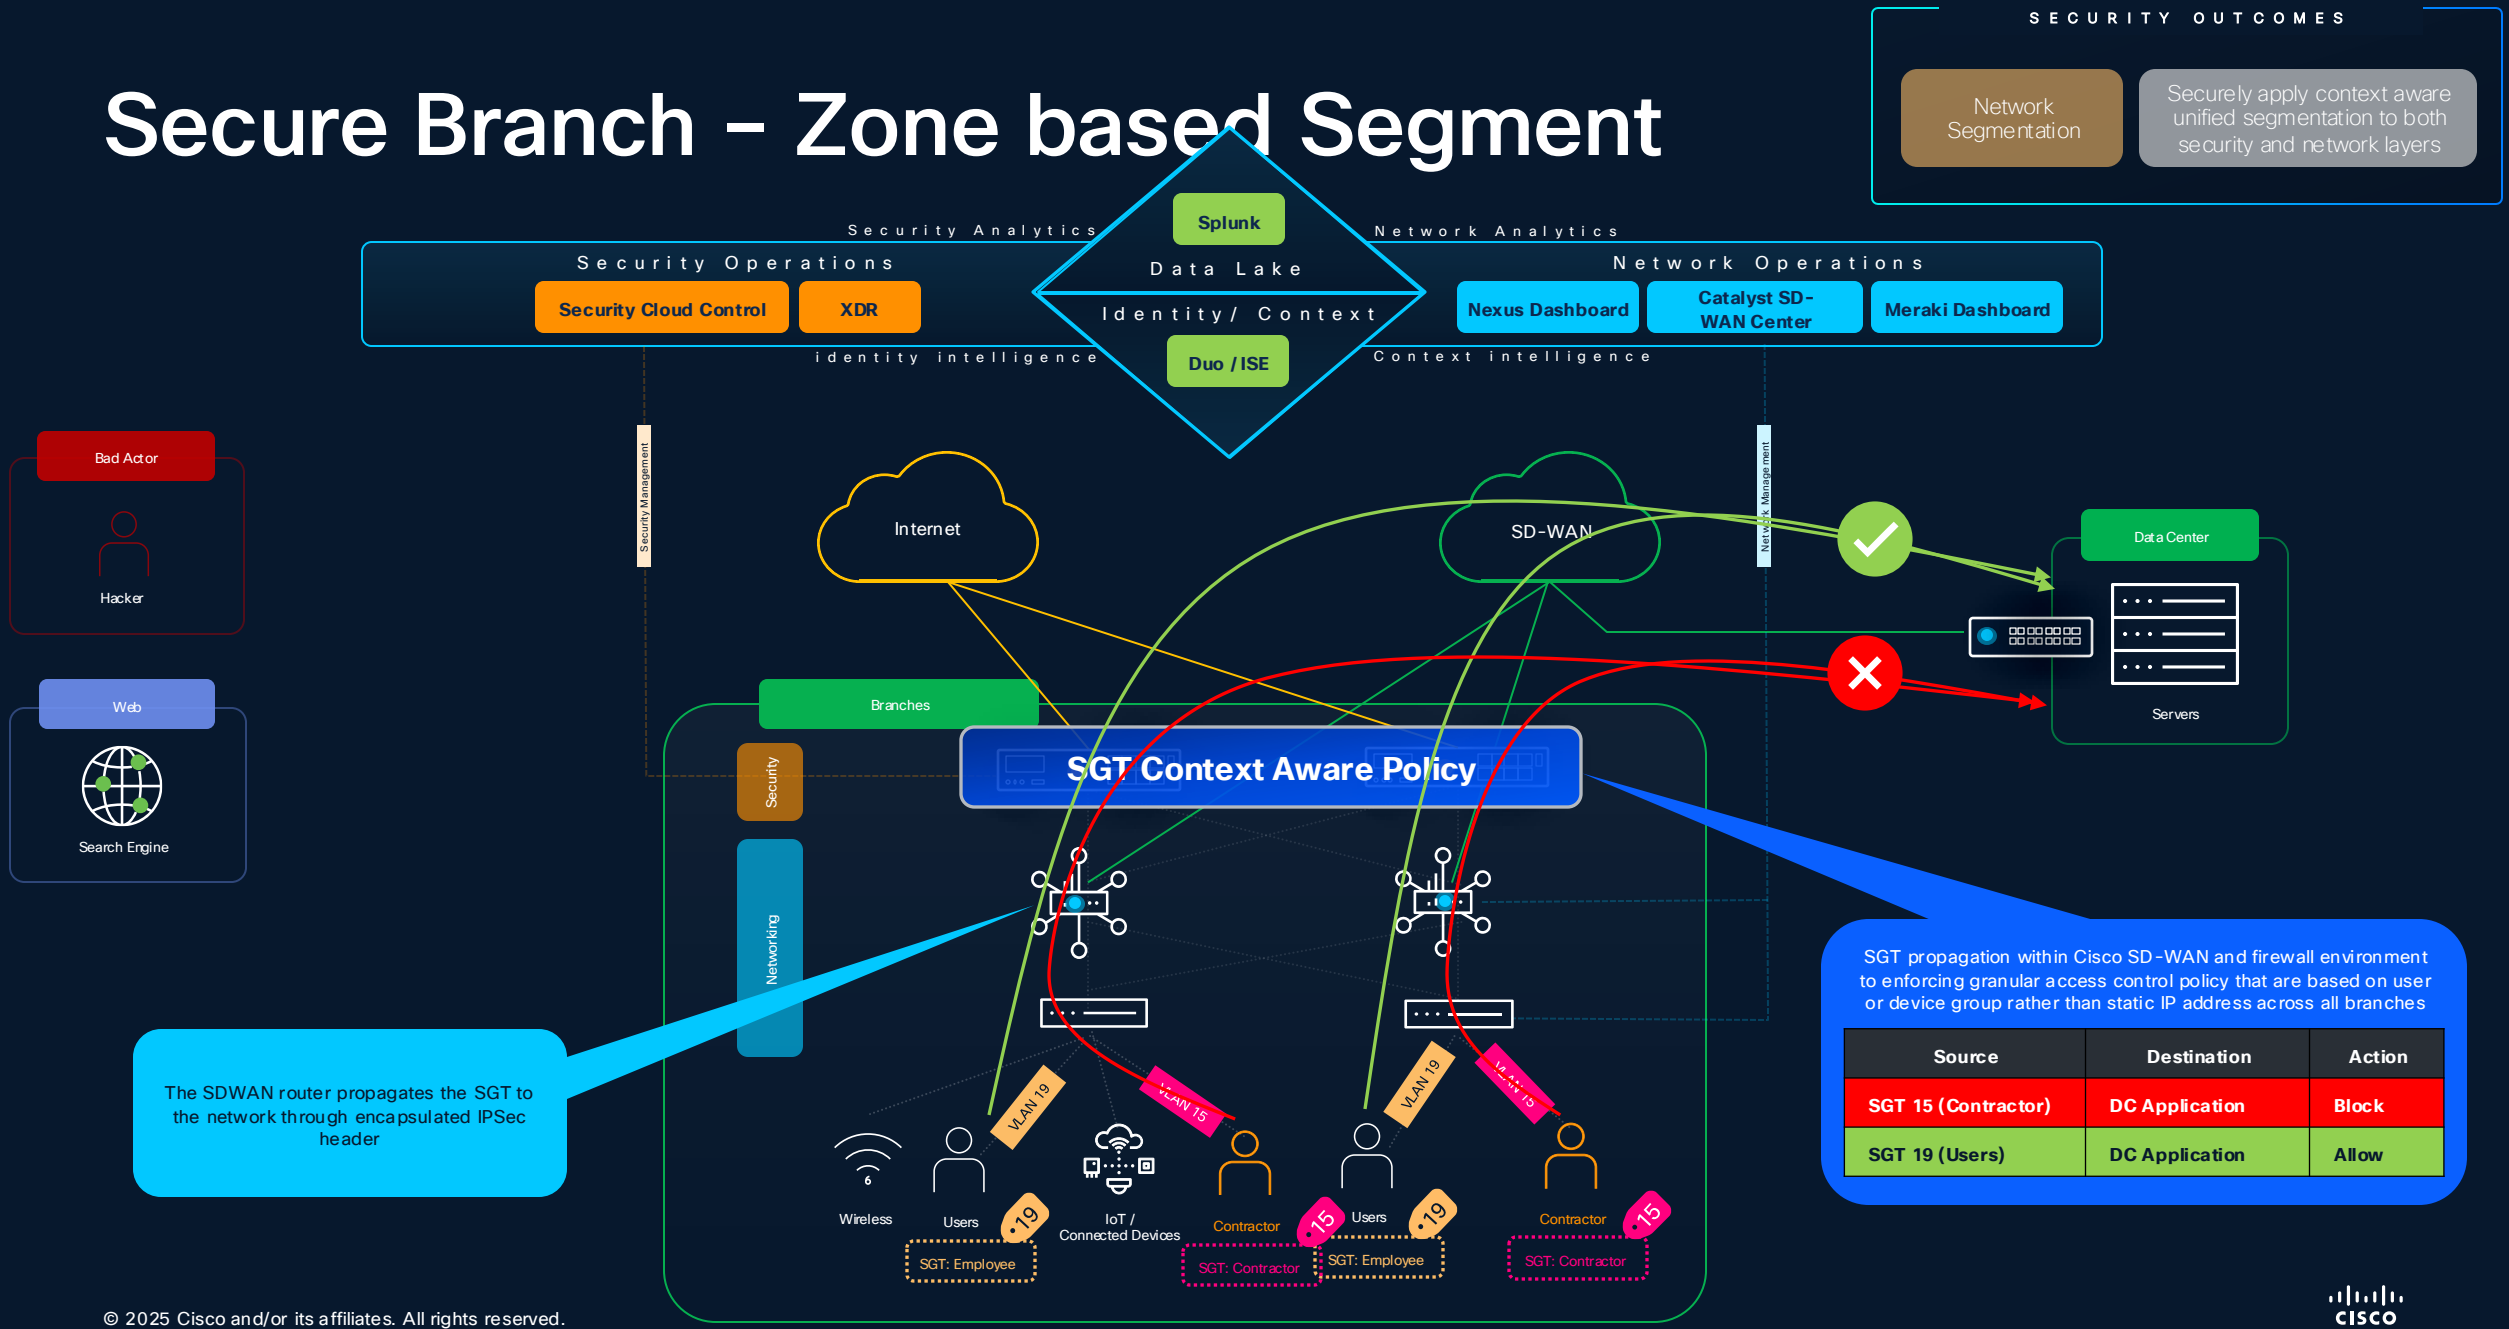 SECURITY OUTCOMES
Network
Segmentation
Securely apply context aware
unified segmentation to both
security and network layers
Secure Branch – Zone based Segment
Security Analytics
Network Analytics
Splunk
Data Lake
Identity/ Context
Duo / ISE
Security Operations
Security Cloud Control
XDR
identity intelligence
Network Operations
Nexus Dashboard
Catalyst SD-
WAN Center
Meraki Dashboard
Context intelligence
Security Management
Network Management
Bad Actor
Hacker
Web
Search Engine
Internet
SD-WAN
Data Center
Servers
Branches
Security
Networking
SGT Context Aware Policy
The SDWAN router propagates the SGT to
the network through encapsulated IPSec
header
SGT propagation within Cisco SD-WAN and firewall environment
to enforcing granular access control policy that are based on user
or device group rather than static IP address across all branches
Source Destination Action
SGT 15 (Contractor) DC Application Block
SGT 19 (Users) DC Application Allow
VLAN 19
VLAN 15
VLAN 19
VLAN 15
6
Wireless
Users
19
SGT: Employee
IoT /
Connected Devices
Contractor
15
SGT: Contractor
Users
19
SGT: Employee
Contractor
15
SGT: Contractor
© 2025 Cisco and/or its affiliates. All rights reserved.
CISCO